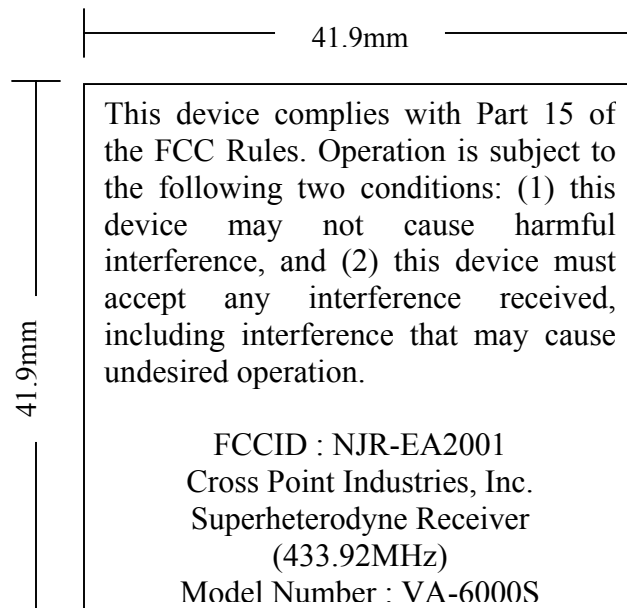 41.9mm
This device complies with Part 15 of
the FCC Rules. Operation is subject to
the following two conditions: (1) this
device may not cause harmful
interference, and (2) this device must
accept any interference received,
including interference that may cause
undesired operation.
41.9mm
FCCID : NJR-EA2001
Cross Point Industries, Inc.
Superheterodyne Receiver
(433.92MHz)
Model Number : VA-6000S